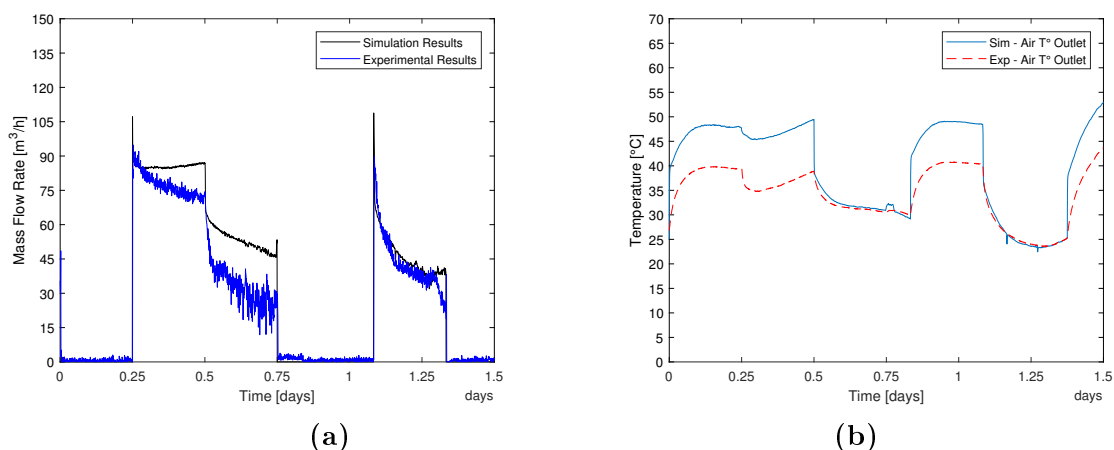 150
135
120
105
90
75
60
45
30
15
0
Mass Flow Rate [m³/h]
Simulation Results
Experimental Results
0 0.25 0.5 0.75 1 1.25 1.5
Time [days]
days
(a)
70
65
60
55
50
45
40
35
30
25
20
15
10
5
0
Temperature [°C]
Sim - Air T° Outlet
Exp - Air T° Outlet
0 0.25 0.5 0.75 1 1.25 1.5
Time [days]
days
(b)